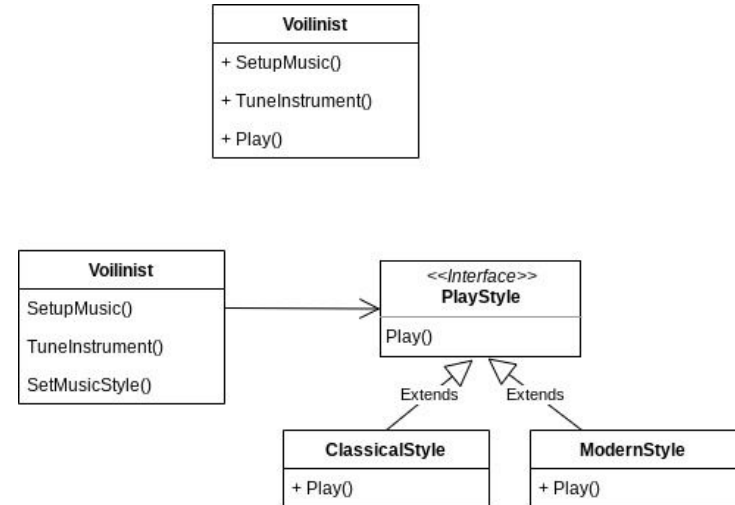 Voilinist
+ SetupMusic()
+ TuneInstrument()
+ Play()
Voilinist
SetupMusic()
TuneInstrument()
SetMusicStyle()
<<Interface>>
PlayStyle
Play()
Extends
Extends
ClassicalStyle
+ Play()
ModernStyle
+ Play()